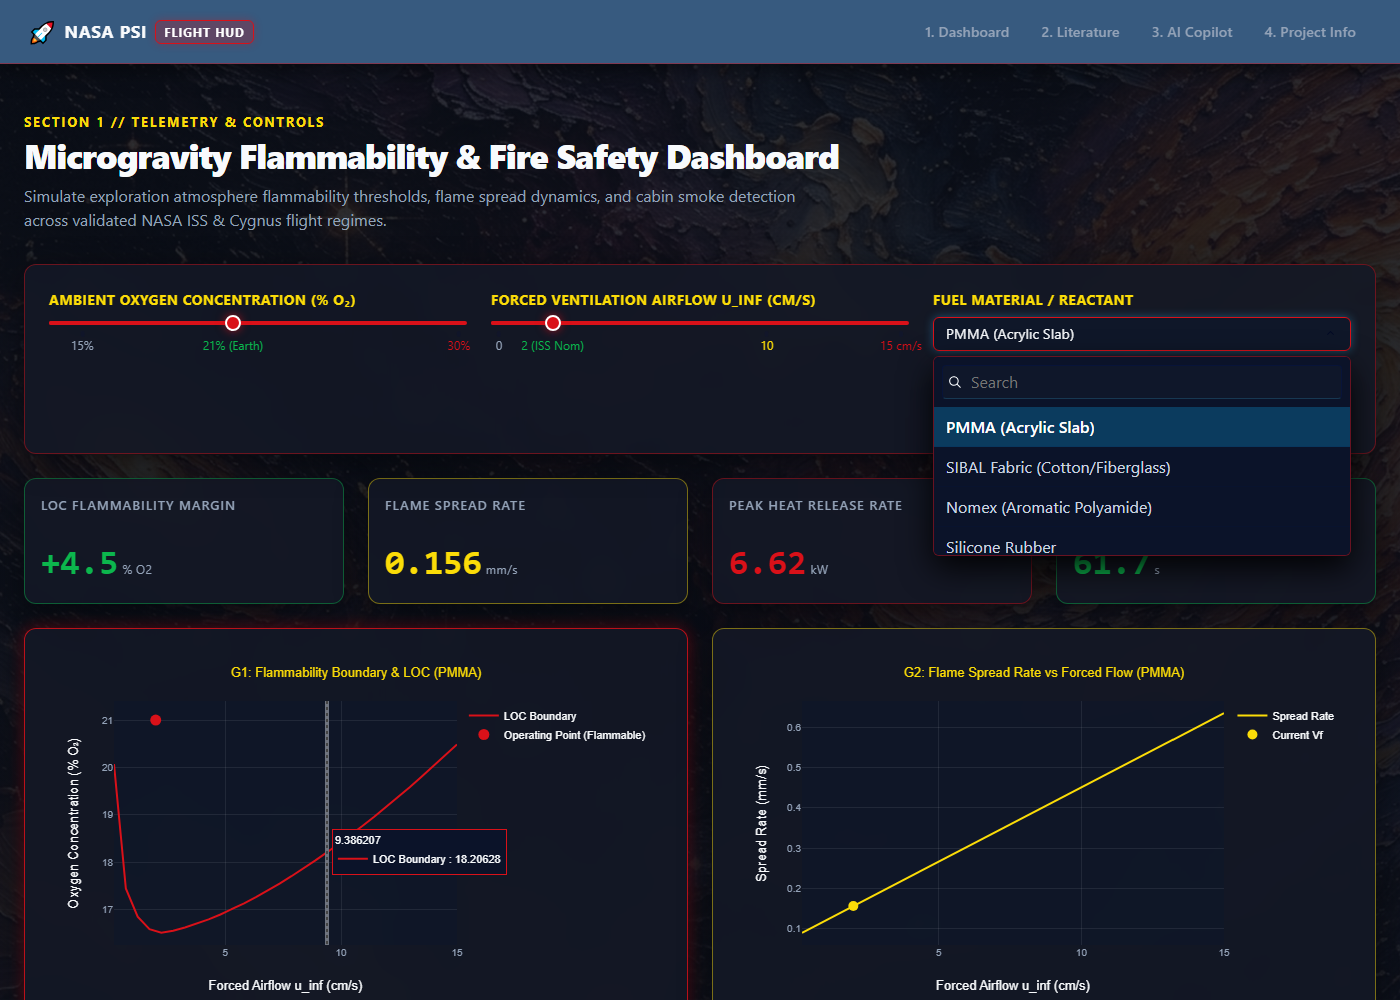 NASA PSI FLIGHT HUD
1. Dashboard 2. Literature 3. AI Copilot 4. Project Info
SECTION 1 // TELEMETRY & CONTROLS
Microgravity Flammability & Fire Safety Dashboard
Simulate exploration atmosphere flammability thresholds, flame spread dynamics, and cabin smoke detection
across validated NASA ISS & Cygnus flight regimes.
AMBIENT OXYGEN CONCENTRATION (% O₂)
15% 21% (Earth) 30%
FORCED VENTILATION AIRFLOW U_INF (CM/S)
0 2 (ISS Nom) 10 15 cm/s
FUEL MATERIAL / REACTANT
PMMA (Acrylic Slab)
Search
PMMA (Acrylic Slab)
SIBAL Fabric (Cotton/Fiberglass)
Nomex (Aromatic Polyamide)
Silicone Rubber
LOC FLAMMABILITY MARGIN
+4.5 % O2
FLAME SPREAD RATE
0.156 mm/s
PEAK HEAT RELEASE RATE
6.62 kW
61.7 s
G1: Flammability Boundary & LOC (PMMA)
LOC Boundary
Operating Point (Flammable)
Oxygen Concentration (% O₂)
21
20
19
18
17
9.386207
LOC Boundary : 18.20628
5 10 15
Forced Airflow u_inf (cm/s)
G2: Flame Spread Rate vs Forced Flow (PMMA)
Spread Rate
Current Vf
Spread Rate (mm/s)
0.6
0.5
0.4
0.3
0.2
0.1
5 10 15
Forced Airflow u_inf (cm/s)